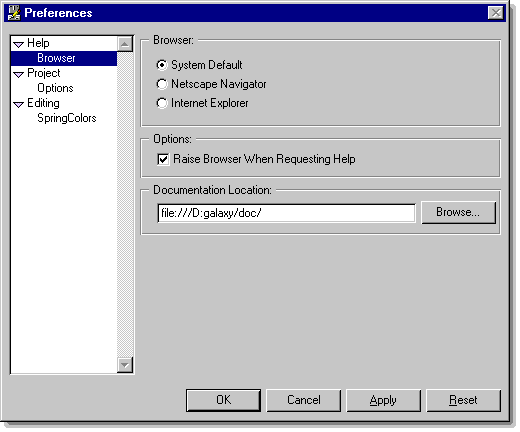 Preferences
Help
Browser
Project
Options
Editing
SpringColors
Browser:
System Default
Netscape Navigator
Internet Explorer
Options:
Raise Browser When Requesting Help
Documentation Location:
file:///D:galaxy/doc/
Browse...
OK
Cancel
Apply
Reset